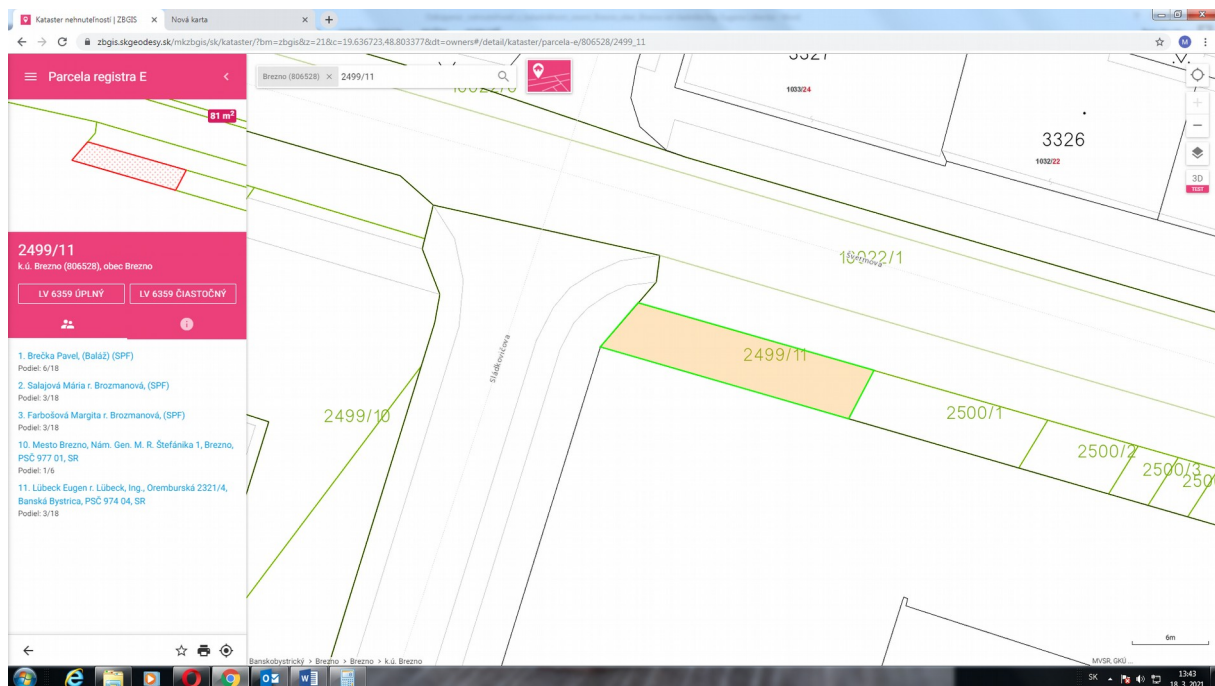 Kataster nehnuteľností | ZBGIS
Nová karta
zbgis.skgeodesy.sk/mkzbgis/sk/kataster/?bm=zbgis&z=21&c=19.636723,48.803377&dt=owners#/detail/kataster/parcela-e/806528/2499_11
M
Parcela registra E
Brezno (806528) × 2499/11
81 m²
2499/11
k.ú. Brezno (806528), obec Brezno
LV 6359 ÚPLNÝ
LV 6359 ČIASTOČNÝ
1. Brečka Pavel, (Baláž) (SPF)
Podiel: 6/18
2. Salajová Mária r. Brozmanová, (SPF)
Podiel: 3/18
3. Farbošová Margita r. Brozmanová, (SPF)
Podiel: 3/18
10. Mesto Brezno, Nám. Gen. M. R. Štefánika 1, Brezno,
PSČ 977 01, SR
Podiel: 1/6
11. Lübeck Eugen r. Lübeck, Ing., Oremburská 2321/4,
Banská Bystrica, PSČ 974 04, SR
Podiel: 3/18
3327
1033/24
3326
1032/22
3D
TEST
Švermova
Sládkovičova
2499/11
2499/10
2500/1
2500/2
2500/3
6m
Banskobystrický > Brezno > Brezno > k.ú. Brezno
MVSR, GKÚ ...
SK
13:43
18. 3. 2021